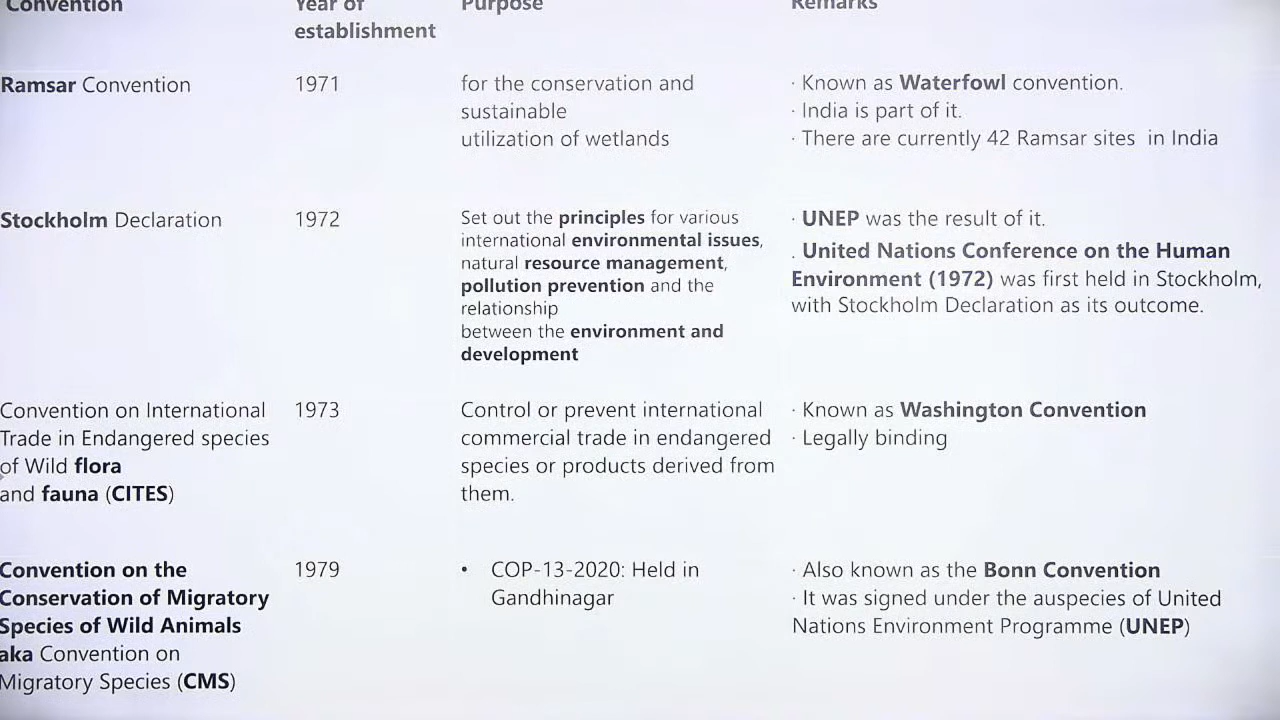 Convention Year of Purpose Remarks
establishment
Ramsar Convention 1971 for the conservation and · Known as Waterfowl convention.
sustainable · India is part of it.
utilization of wetlands · There are currently 42 Ramsar sites in India
Stockholm Declaration 1972 Set out the principles for various · UNEP was the result of it.
international environmental issues, . United Nations Conference on the Human
natural resource management, Environment (1972) was first held in Stockholm,
pollution prevention and the with Stockholm Declaration as its outcome.
relationship
between the environment and
development
Convention on International 1973 Control or prevent international · Known as Washington Convention
Trade in Endangered species commercial trade in endangered · Legally binding
of Wild flora species or products derived from
and fauna (CITES) them.
Convention on the 1979 • COP-13-2020: Held in · Also known as the Bonn Convention
Conservation of Migratory Gandhinagar · It was signed under the auspecies of United
Species of Wild Animals Nations Environment Programme (UNEP)
aka Convention on
Migratory Species (CMS)